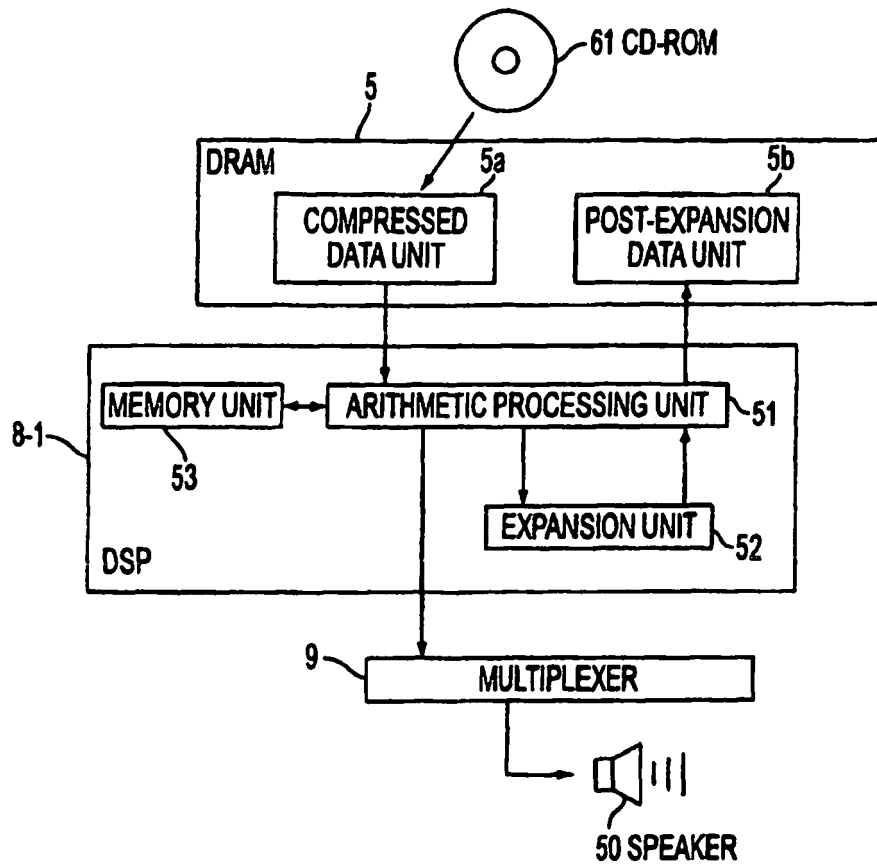 61 CD-ROM
5
DRAM
5a
5b
COMPRESSED
DATA UNIT
POST-EXPANSION
DATA UNIT
MEMORY UNIT
ARITHMETIC PROCESSING UNIT
51
8-1
53
EXPANSION UNIT
52
DSP
9
MULTIPLEXER
50 SPEAKER